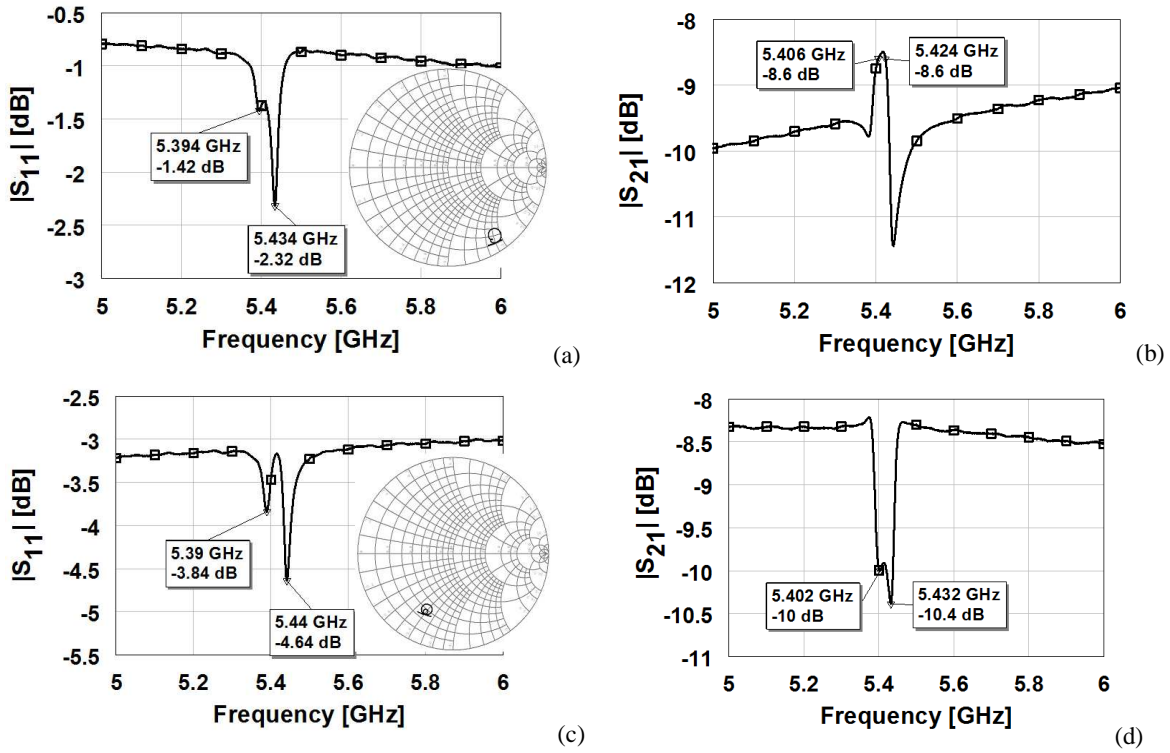 -0.5
-1
-1.5
-2
-2.5
-3
|S11| [dB]
5.394 GHz
-1.42 dB
5.434 GHz
-2.32 dB
5 5.2 5.4 5.6 5.8 6
Frequency [GHz]
(a)
-8
-9
-10
-11
-12
|S21| [dB]
5.406 GHz
-8.6 dB
5.424 GHz
-8.6 dB
5 5.2 5.4 5.6 5.8 6
Frequency [GHz]
(b)
-2.5
-3
-3.5
-4
-4.5
-5
-5.5
|S11| [dB]
5.39 GHz
-3.84 dB
5.44 GHz
-4.64 dB
5 5.2 5.4 5.6 5.8 6
Frequency [GHz]
(c)
-8
-8.5
-9
-9.5
-10
-10.5
-11
|S21| [dB]
5.402 GHz
-10 dB
5.432 GHz
-10.4 dB
5 5.2 5.4 5.6 5.8 6
Frequency [GHz]
(d)